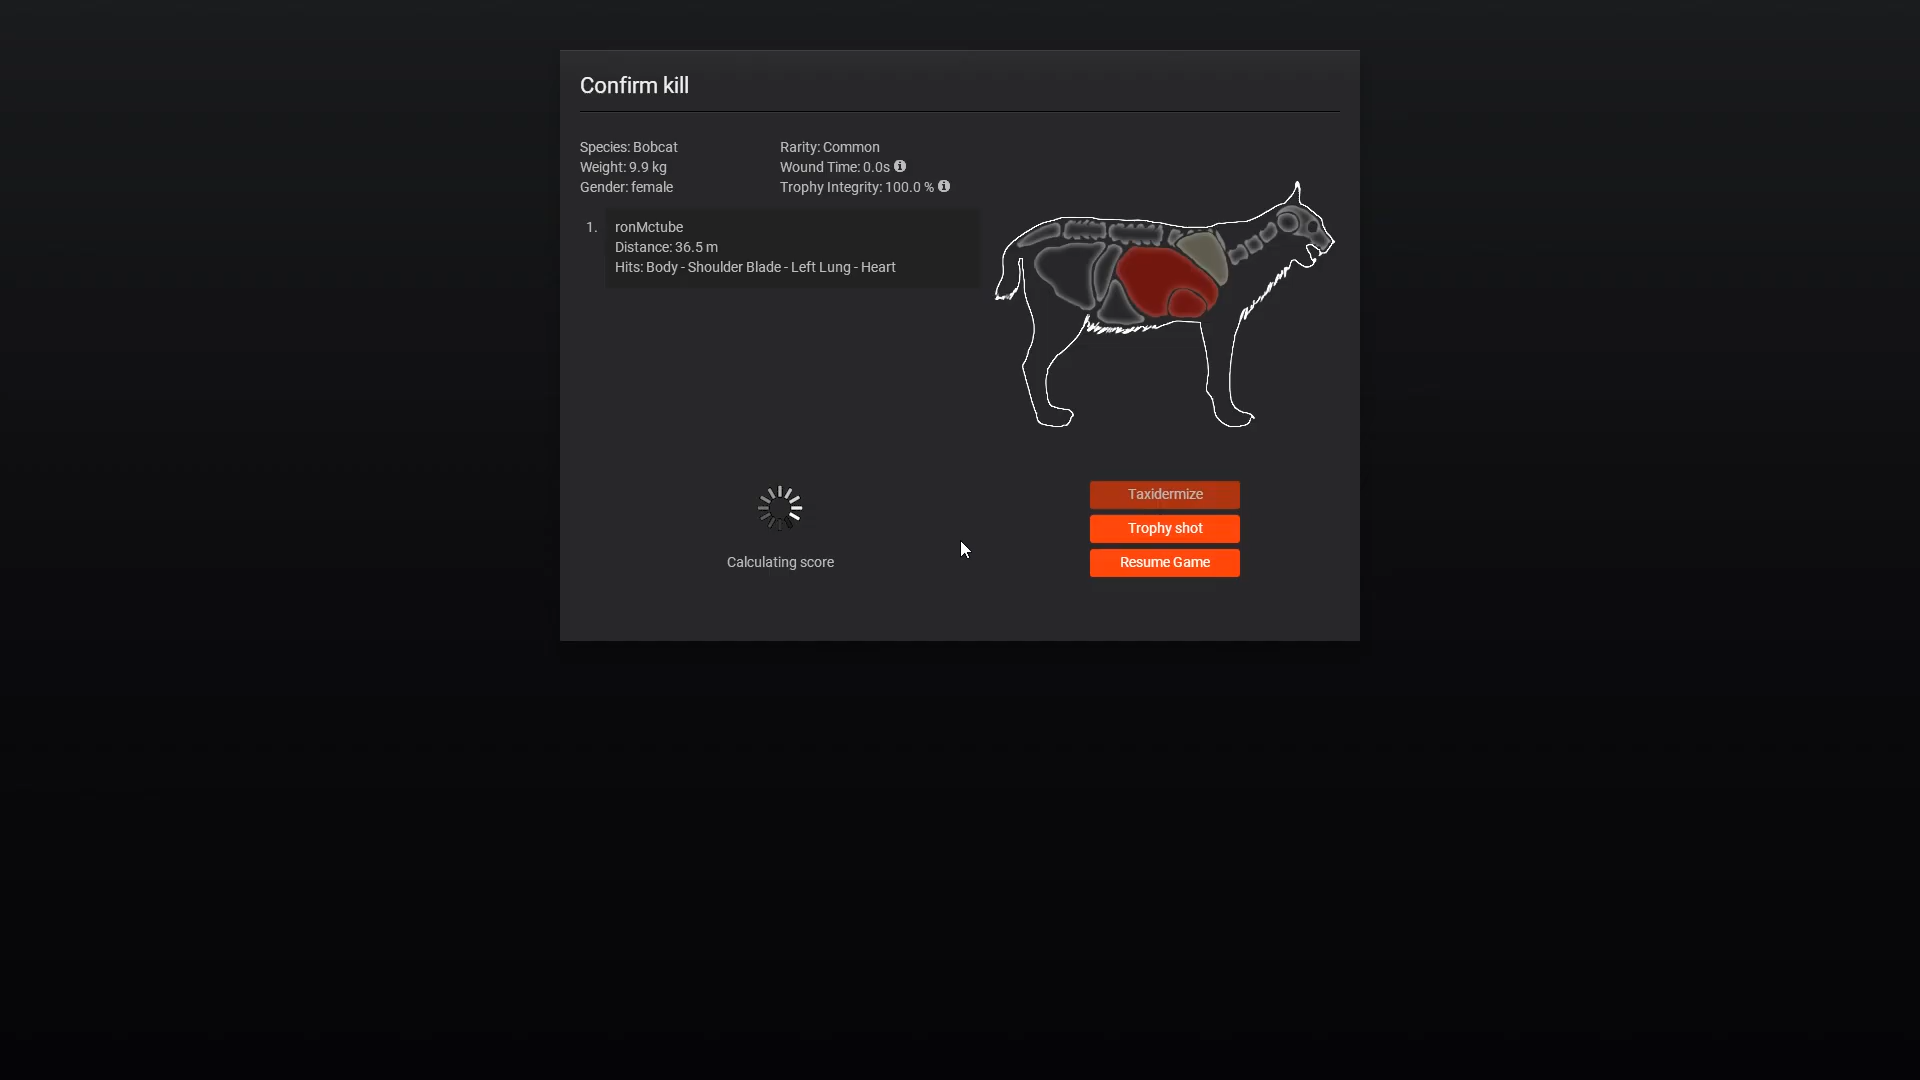 Confirm kill
Species: Bobcat
Weight: 9.9 kg
Gender: female
Rarity: Common
Wound Time: 0.0s
Trophy Integrity: 100.0 %
1.
ronMctube
Distance: 36.5 m
Hits: Body - Shoulder Blade - Left Lung - Heart
Calculating score
Taxidermize
Trophy shot
Resume Game